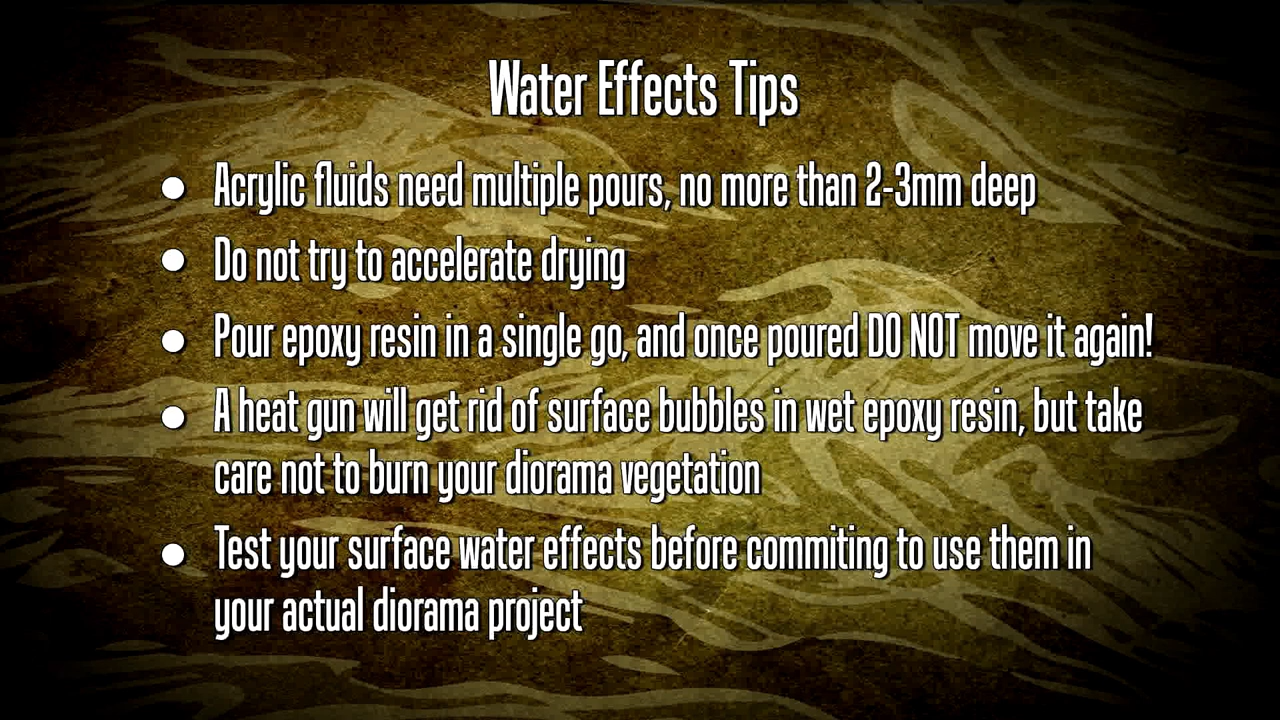 Water Effects Tips
Acrylic fluids need multiple pours, no more than 2-3mm deep
Do not try to accelerate drying
Pour epoxy resin in a single go, and once poured DO NOT move it again!
A heat gun will get rid of surface bubbles in wet epoxy resin, but take
care not to burn your diorama vegetation
Test your surface water effects before commiting to use them in
your actual diorama project